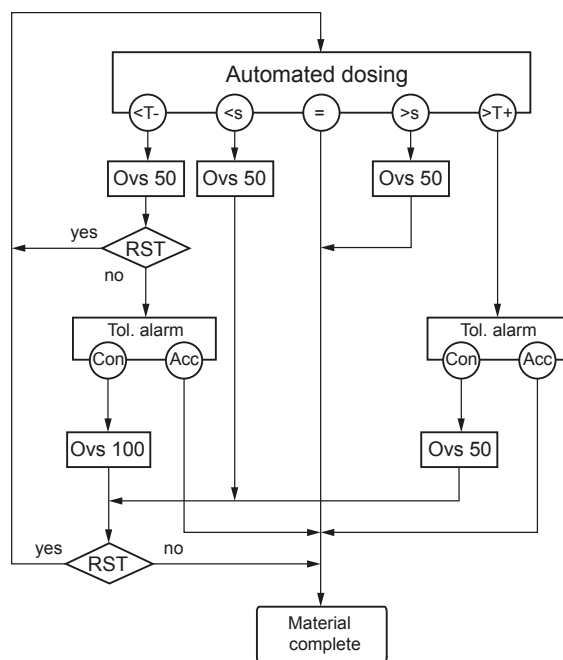 Automated dosing
<T-
<s
=
>s
>T+
Ovs 50
Ovs 50
Ovs 50
yes
RST
no
Tol. alarm
Con
Acc
Tol. alarm
Con
Acc
Ovs 100
Ovs 50
yes
RST
no
Material
complete